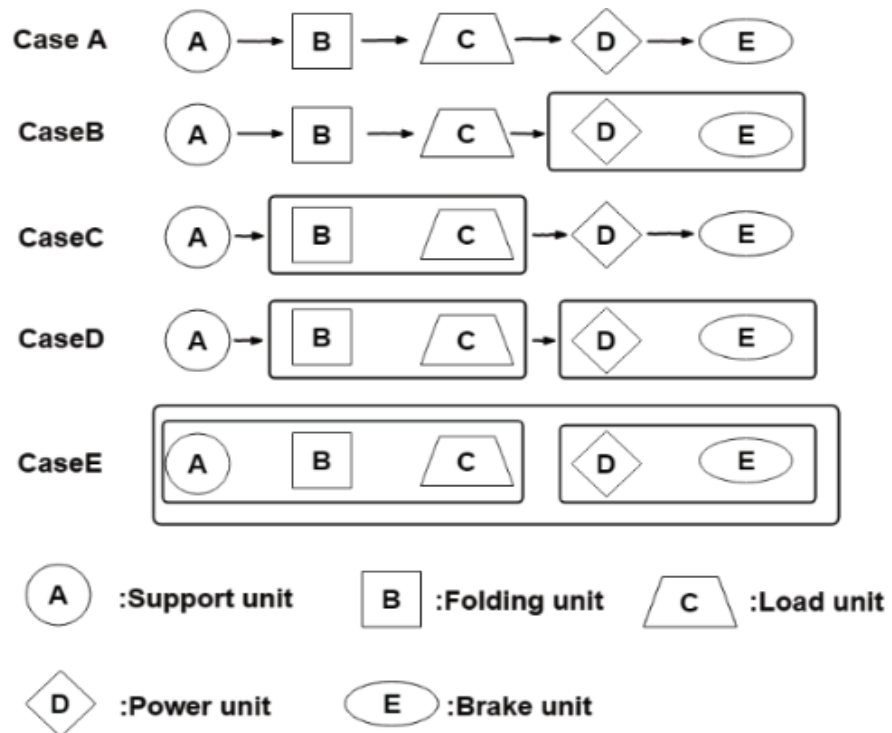 Case A A B C D E
CaseB A B C D E
CaseC A B C D E
CaseD A B C D E
CaseE A B C D E
A :Support unit B :Folding unit C :Load unit
D :Power unit E :Brake unit